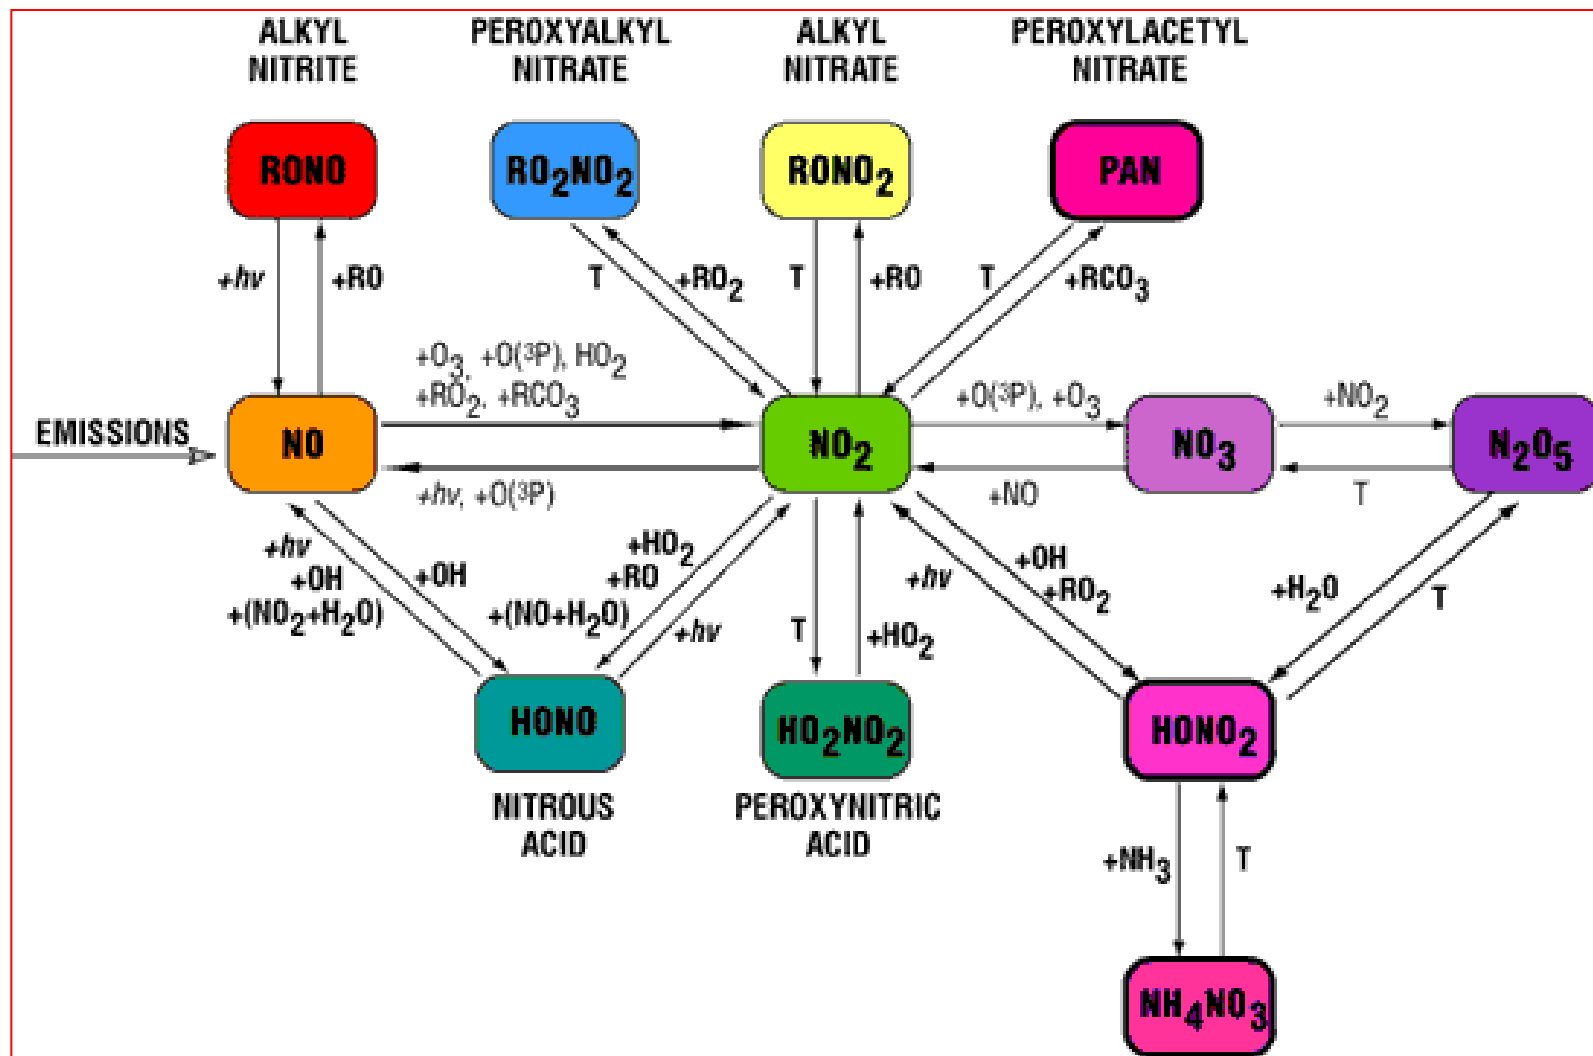 ALKYL
NITRITE
PEROXYALKYL
NITRATE
ALKYL
NITRATE
PEROXYLACETYL
NITRATE
RONO
RO₂NO₂
RONO₂
PAN
+hv
+RO
T
+RO₂
T
+RO
T
+RCO₃
+O₃, +O(³P), HO₂
+RO₂, +RCO₃
+O(³P), +O₃
+NO₂
EMISSIONS
NO
NO₂
NO₃
N₂O₅
+hv, +O(³P)
+NO
T
+hv
+OH
+(NO₂+H₂O)
+OH
+HO₂
+RO
+(NO+H₂O)
+hv
T
+HO₂
+hv
+OH
+RO₂
+H₂O
T
HONO
HO₂NO₂
HONO₂
NITROUS
ACID
PEROXYNITRIC
ACID
+NH₃
T
NH₄NO₃